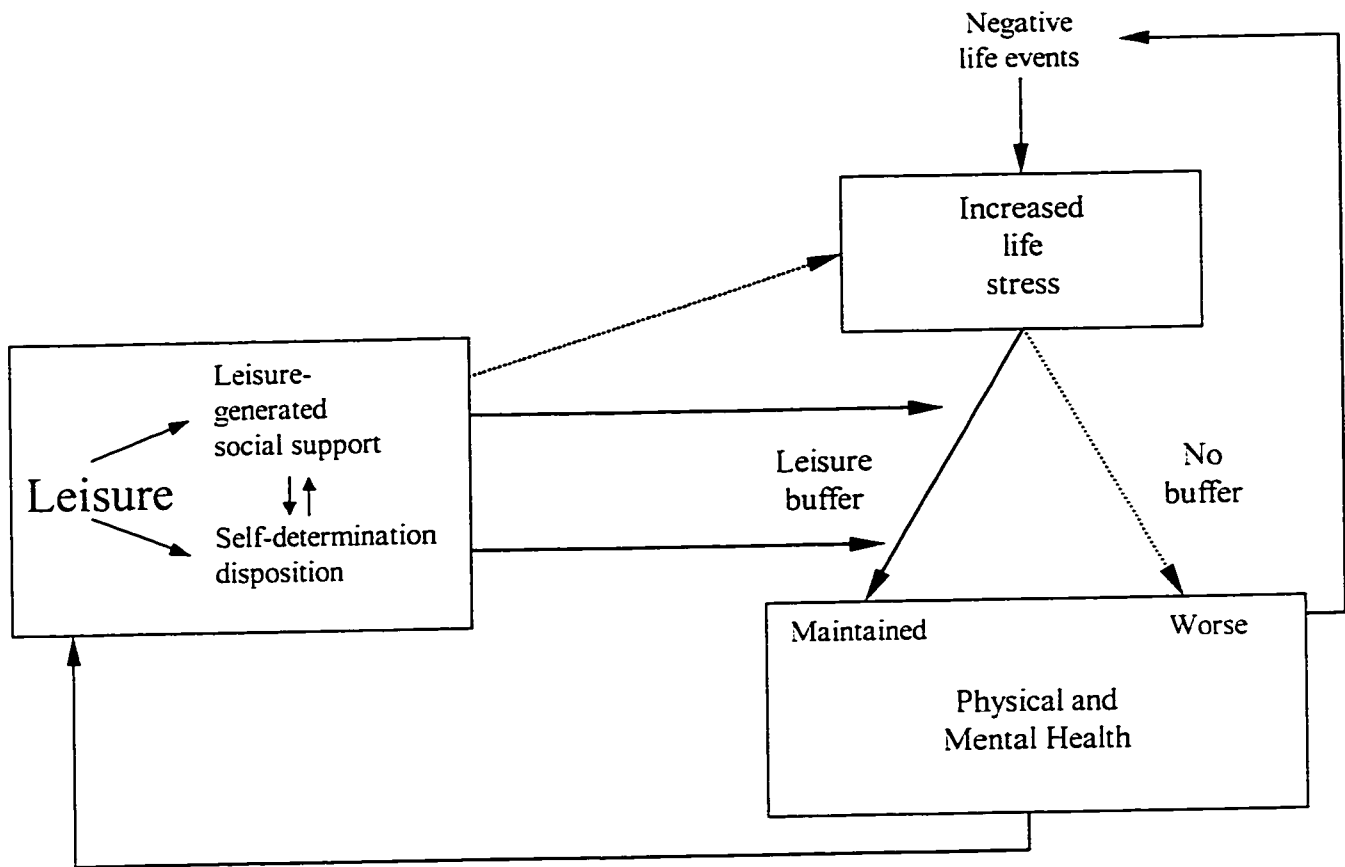 Negative
life events
Increased
life
stress
Leisure-
generated
social support
Leisure
Self-determination
disposition
Leisure
buffer
No
buffer
Maintained
Worse
Physical and
Mental Health